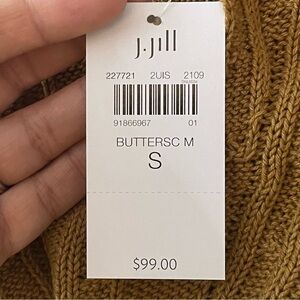 J.Jill
227721 2UIS 2109
91866967 01
BUTTERSC M
S
$99.00